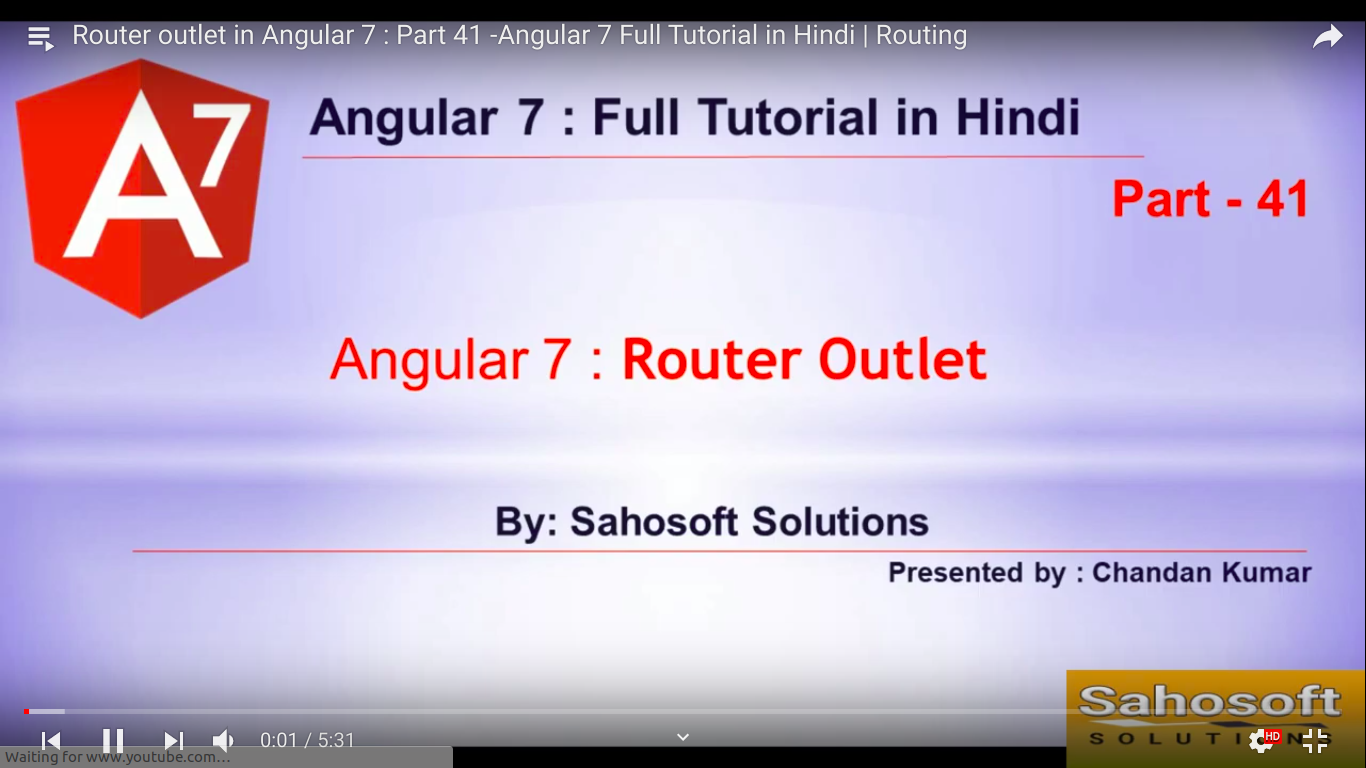 Router outlet in Angular 7 : Part 41 -Angular 7 Full Tutorial in Hindi | Routing
A7
Angular 7 : Full Tutorial in Hindi
Part - 41
Angular 7 : Router Outlet
By: Sahosoft Solutions
Presented by : Chandan Kumar
Sahosoft
SOLUTIONS
HD
0:01 / 5:31
Waiting for www.youtube.com...